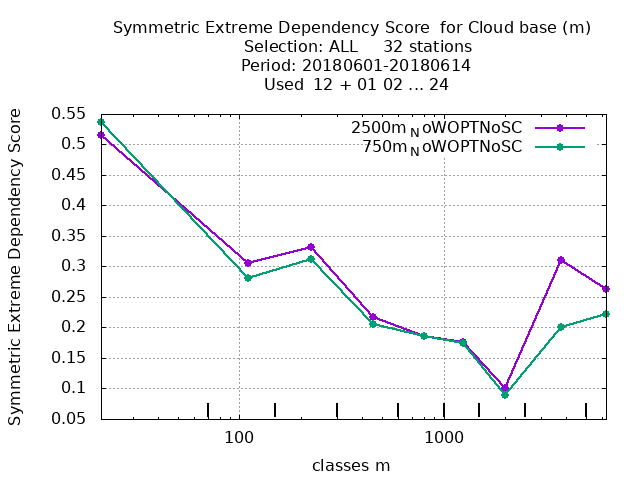 Symmetric Extreme Dependency Score  for Cloud base (m)
Selection: ALL     32 stations
Period: 20180601-20180614
Used  12 + 01 02 ... 24
2500m_NoWOPTNoSC
750m_NoWOPTNoSC
Symmetric Extreme Dependency Score
0.55
0.5
0.45
0.4
0.35
0.3
0.25
0.2
0.15
0.1
0.05
100
1000
classes m